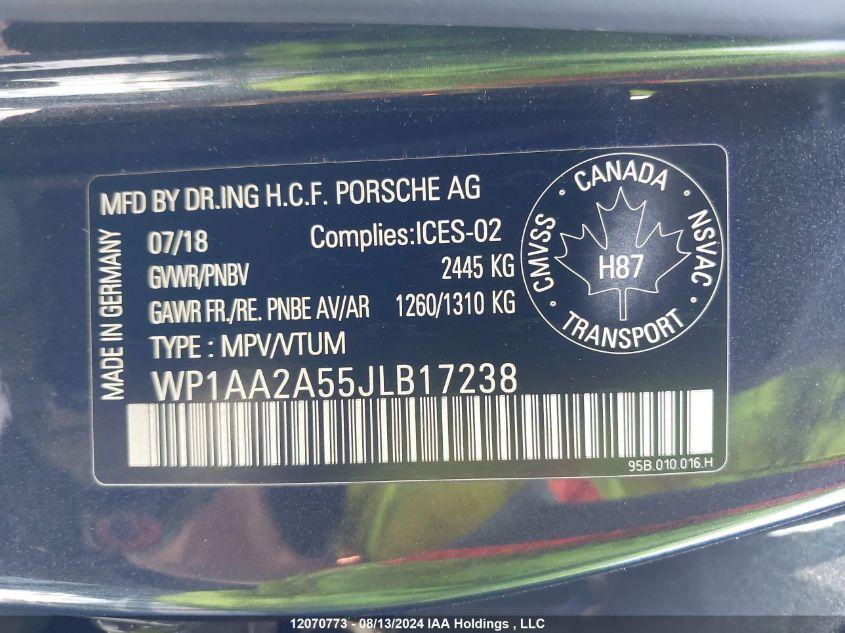 MFD BY DR.ING H.C.F. PORSCHE AG
07/18 Complies:ICES-02
GVWR/PNBV 2445 KG
GAWR FR./RE. PNBE AV/AR 1260/1310 KG
TYPE : MPV/VTUM
WP1AA2A55JLB17238
MADE IN GERMANY
CANADA
CMVSS
NSVAC
H87
TRANSPORT
95B.010.016.H
12070773 - 08/13/2024 IAA Holdings , LLC